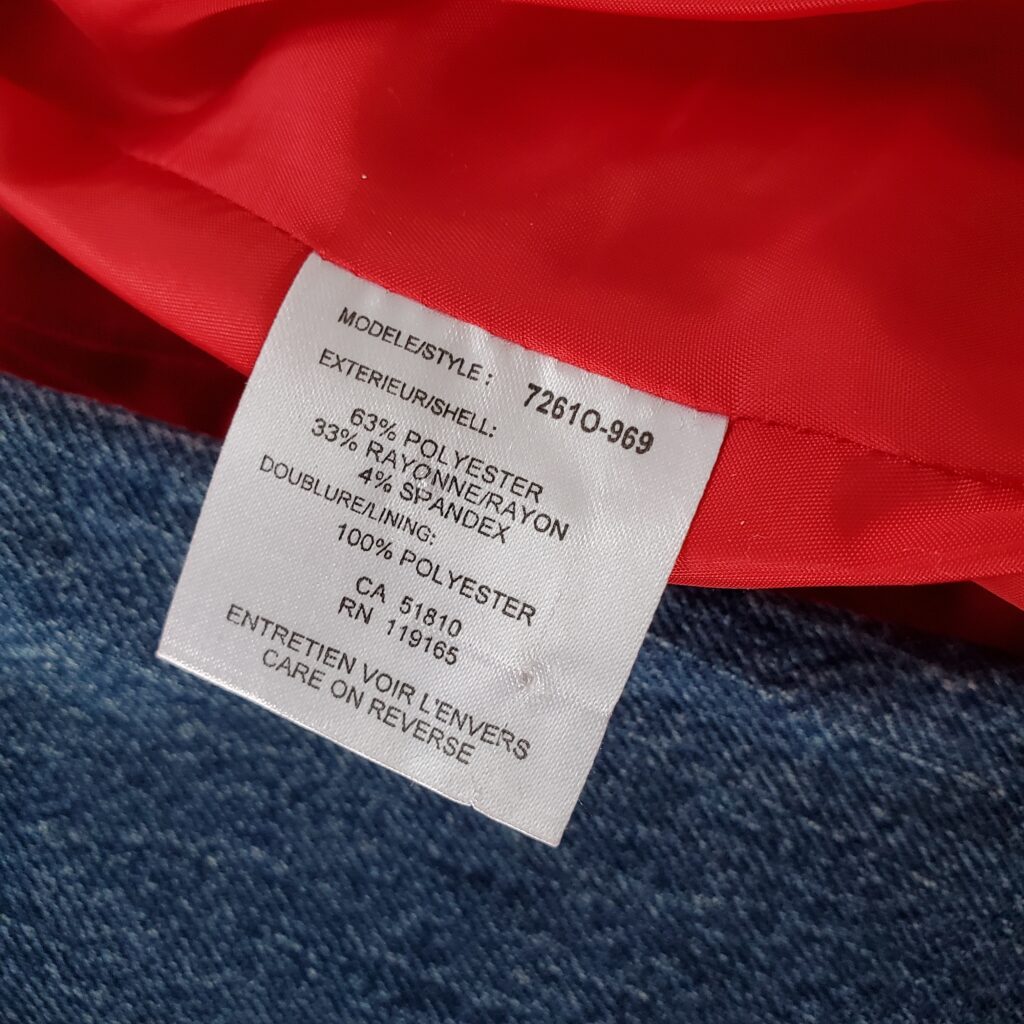 MODELE/STYLE : 7261O-969
EXTERIEUR/SHELL:
63% POLYESTER
33% RAYONNE/RAYON
4% SPANDEX
DOUBLURE/LINING:
100% POLYESTER
CA 51810
RN 119165
ENTRETIEN VOIR L'ENVERS
CARE ON REVERSE